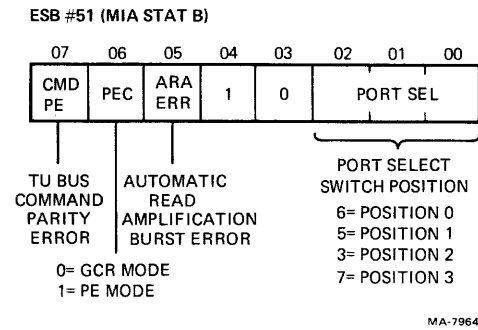 ESB #51 (MIA STAT B)
07 06 05 04 03 02 01 00
CMD PE PEC ARA ERR 1 0 PORT SEL
TU BUS COMMAND PARITY ERROR
AUTOMATIC READ AMPLIFICATION BURST ERROR
0= GCR MODE
1= PE MODE
PORT SELECT
SWITCH POSITION
6= POSITION 0
5= POSITION 1
3= POSITION 2
7= POSITION 3
MA-7964